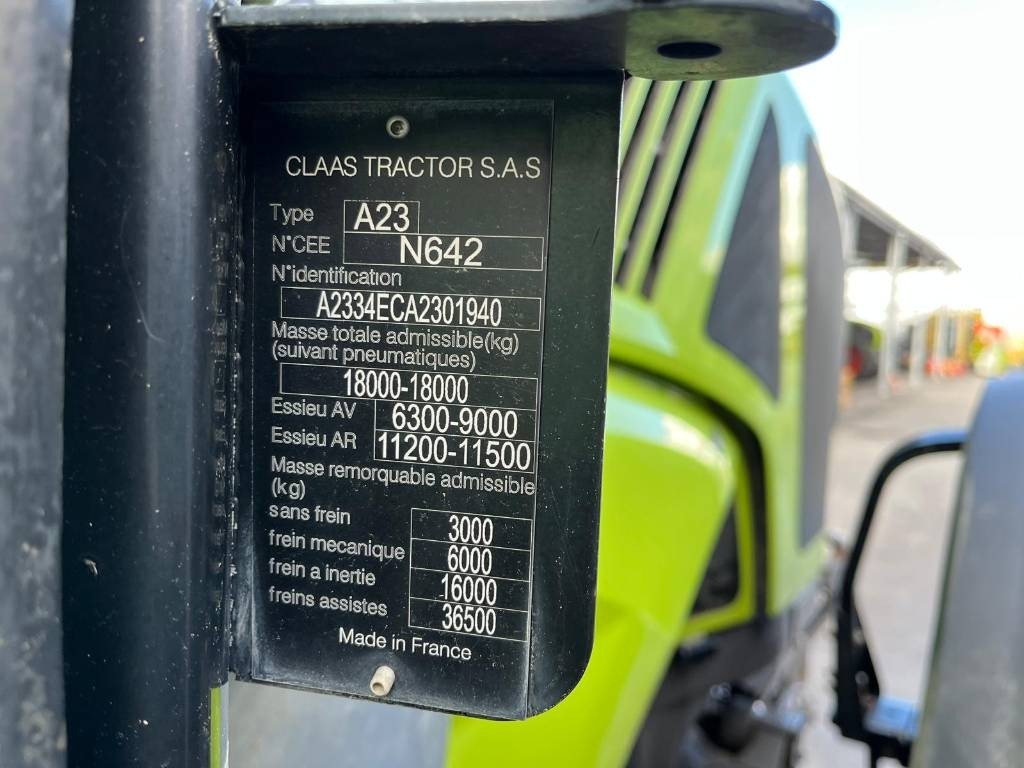 CLAAS TRACTOR S.A.S
Type A23
N°CEE N642
N°identification
A2334ECA2301940
Masse totale admissible(kg)
(suivant pneumatiques)
18000-18000
Essieu AV 6300-9000
Essieu AR 11200-11500
Masse remorquable admissible
(kg)
sans frein 3000
frein mecanique 6000
frein a inertie 16000
freins assistes 36500
Made in France